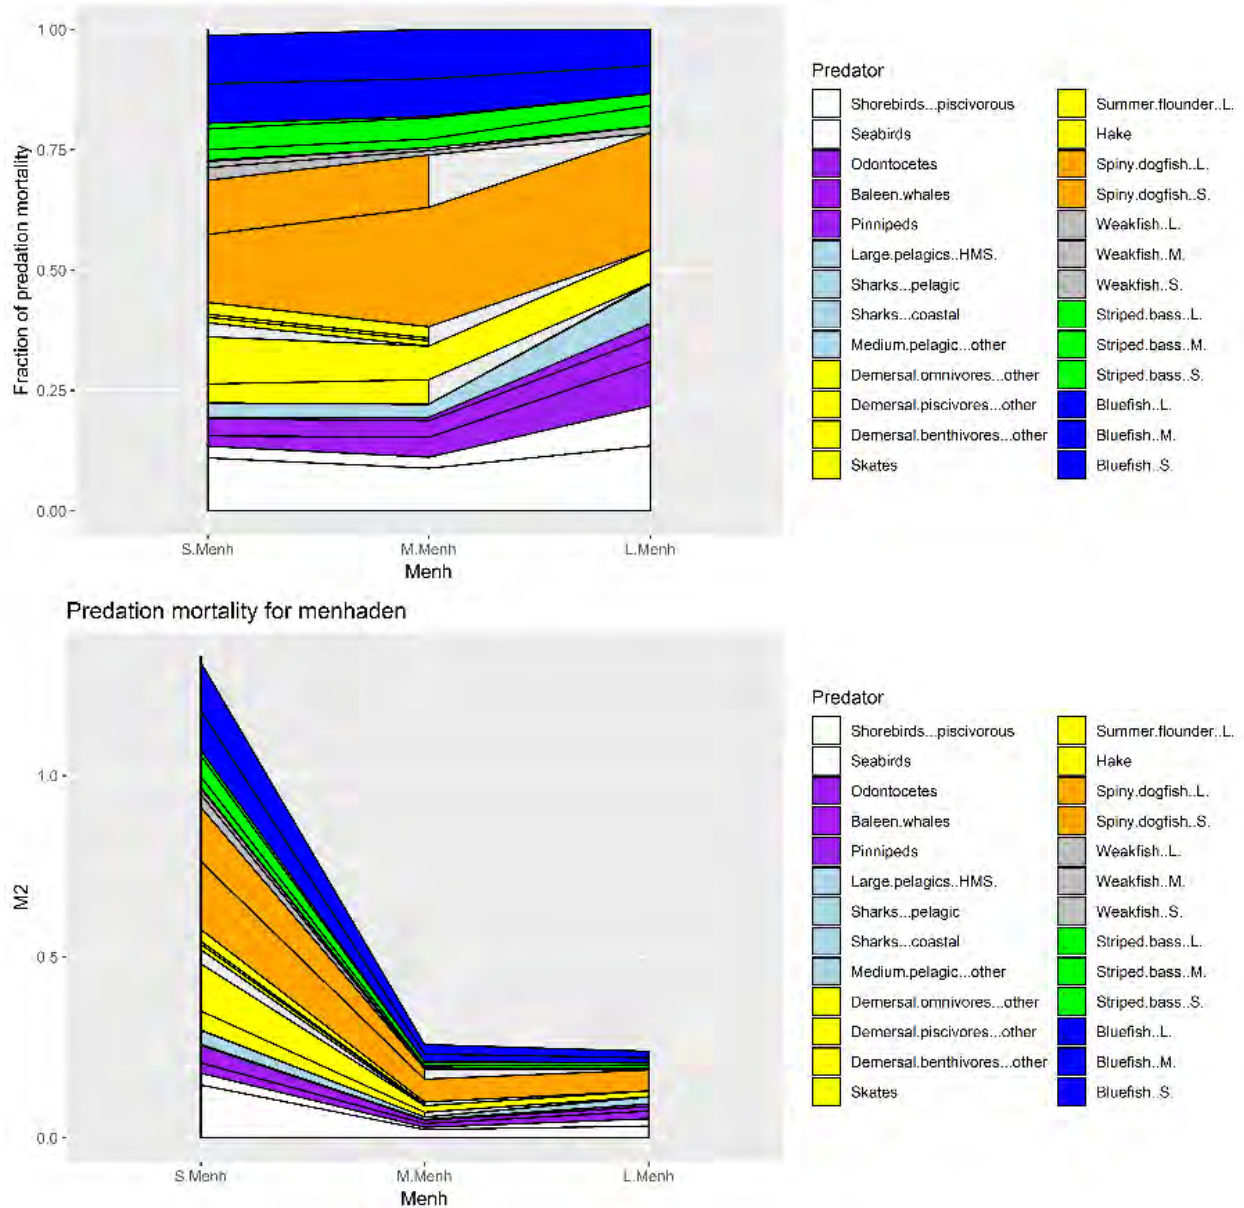 1.00
0.75
0.50
0.25
0.00
Fraction of predation mortality
S.Menh M.Menh L.Menh
Menh
Predator
Shorebirds...piscivorous
Seabirds
Odontocetes
Baleen.whales
Pinnipeds
Large.pelagics..HMS.
Sharks...pelagic
Sharks...coastal
Medium.pelagic...other
Demersal.omnivores...other
Demersal.piscivores...other
Demersal.benthivores...other
Skates
Summer.flounder..L.
Hake
Spiny.dogfish..L.
Spiny.dogfish..S.
Weakfish..L.
Weakfish..M.
Weakfish..S.
Striped.bass..L.
Striped.bass..M.
Striped.bass..S.
Bluefish..L.
Bluefish..M.
Bluefish..S.
Predation mortality for menhaden
1.0
0.5
0.0
M2
S.Menh M.Menh L.Menh
Menh
Predator
Shorebirds...piscivorous
Seabirds
Odontocetes
Baleen.whales
Pinnipeds
Large.pelagics..HMS.
Sharks...pelagic
Sharks...coastal
Medium.pelagic...other
Demersal.omnivores...other
Demersal.piscivores...other
Demersal.benthivores...other
Skates
Summer.flounder..L.
Hake
Spiny.dogfish..L.
Spiny.dogfish..S.
Weakfish..L.
Weakfish..M.
Weakfish..S.
Striped.bass..L.
Striped.bass..M.
Striped.bass..S.
Bluefish..L.
Bluefish..M.
Bluefish..S.